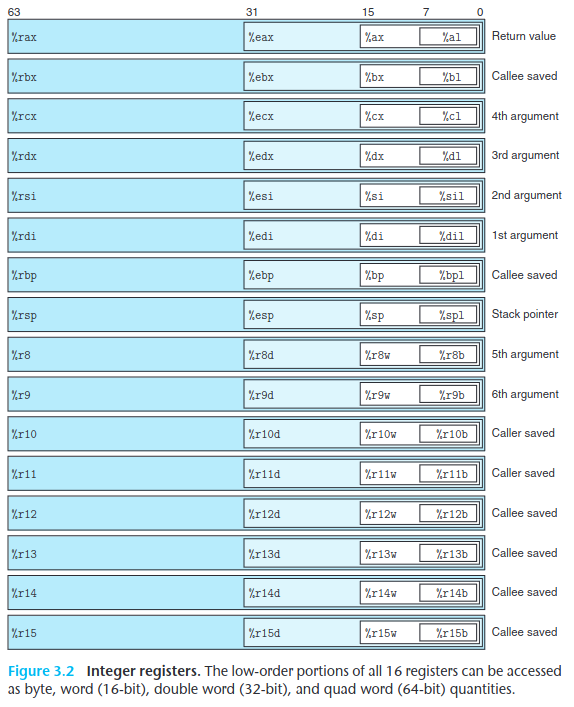 63 31 15 7 0
%rax %eax %ax %al Return value
%rbx %ebx %bx %bl Callee saved
%rcx %ecx %cx %cl 4th argument
%rdx %edx %dx %dl 3rd argument
%rsi %esi %si %sil 2nd argument
%rdi %edi %di %dil 1st argument
%rbp %ebp %bp %bpl Callee saved
%rsp %esp %sp %spl Stack pointer
%r8 %r8d %r8w %r8b 5th argument
%r9 %r9d %r9w %r9b 6th argument
%r10 %r10d %r10w %r10b Caller saved
%r11 %r11d %r11w %r11b Caller saved
%r12 %r12d %r12w %r12b Callee saved
%r13 %r13d %r13w %r13b Callee saved
%r14 %r14d %r14w %r14b Callee saved
%r15 %r15d %r15w %r15b Callee saved
Figure 3.2 Integer registers. The low-order portions of all 16 registers can be accessed
as byte, word (16-bit), double word (32-bit), and quad word (64-bit) quantities.